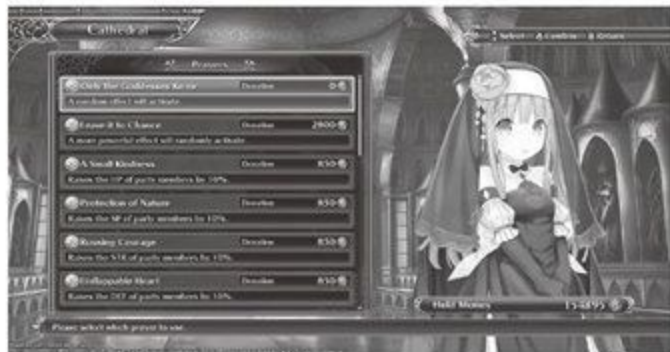 Cathedral
Select Confirm Return
Prayers
Only the Goddesses Know Donation 0
A random effect will activate.
Leave it to Chance Donation 2000
A more powerful effect will randomly activate.
A Small Kindness Donation 850
Raises the HP of party members by 10%.
Protection of Nature Donation 850
Raises the SP of party members by 10%.
Rousing Courage Donation 850
Raises the STR of party members by 10%.
Unflappable Heart Donation 850
Raises the DEF of party members by 10%.
Held Monies
Please select which prayer to use.